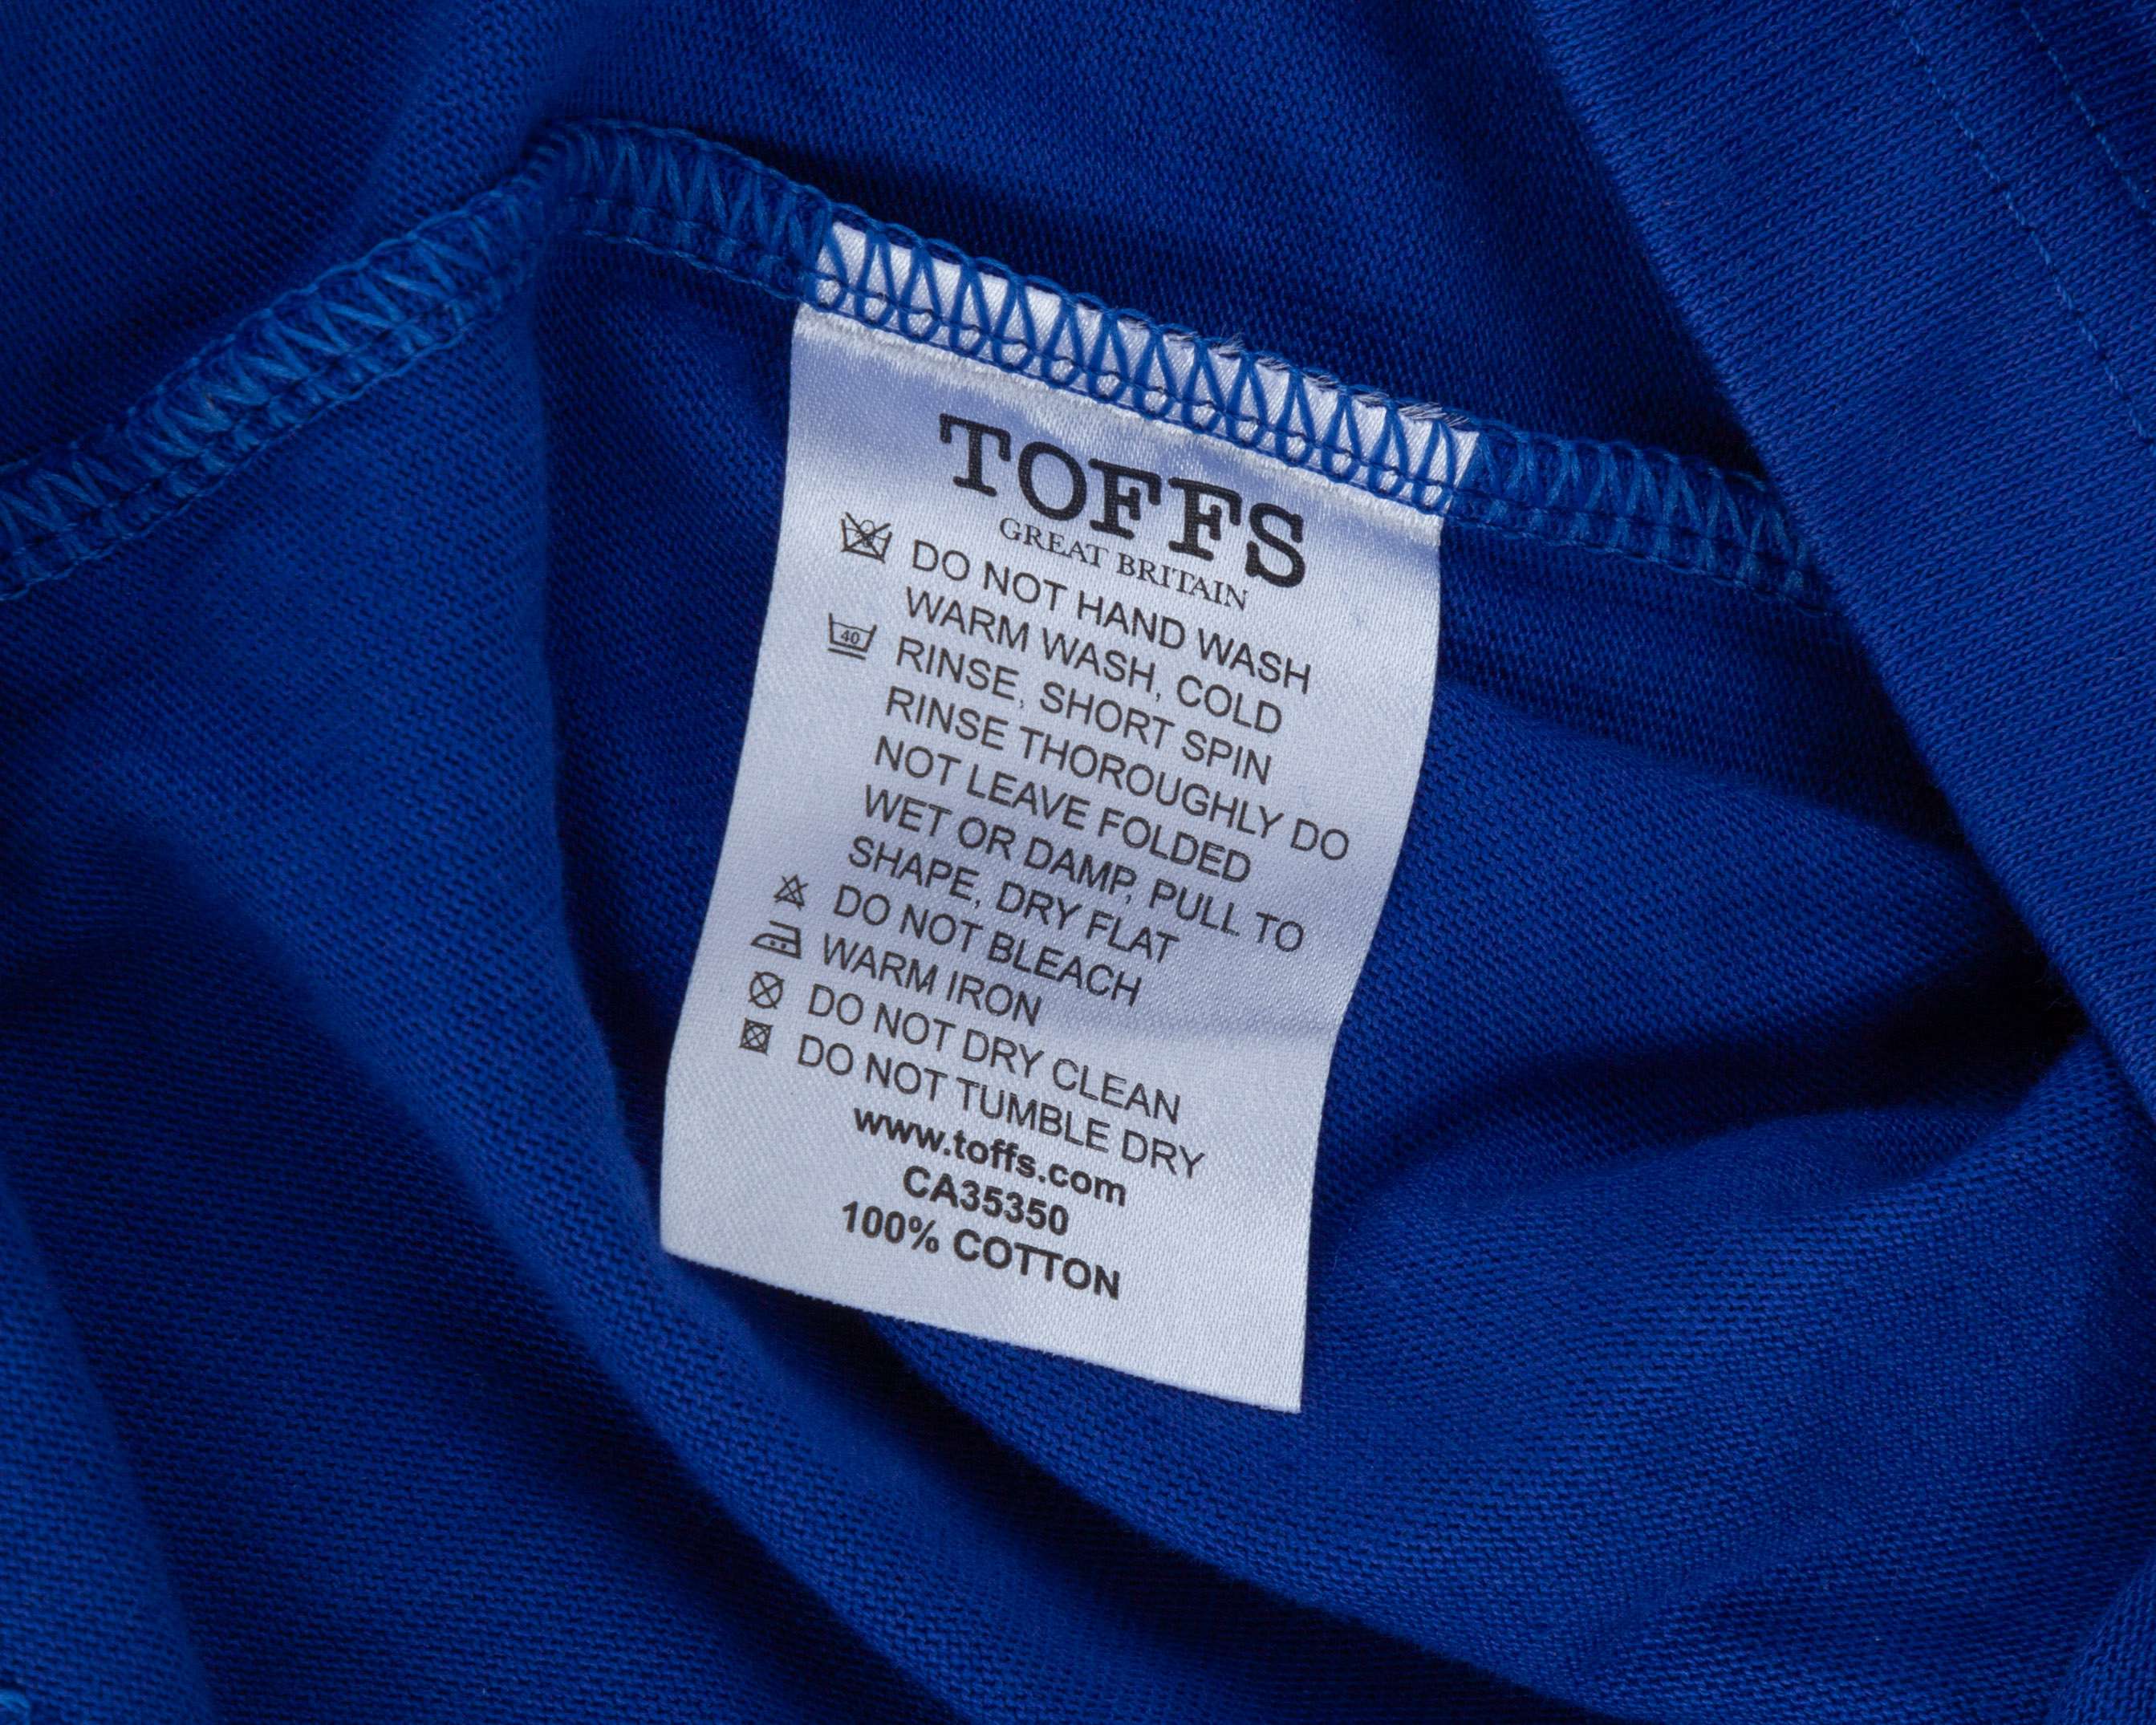 TOFFS
GREAT BRITAIN
DO NOT HAND WASH
WARM WASH, COLD
40
RINSE, SHORT SPIN
RINSE THOROUGHLY DO
NOT LEAVE FOLDED
WET OR DAMP, PULL TO
SHAPE, DRY FLAT
DO NOT BLEACH
WARM IRON
DO NOT DRY CLEAN
DO NOT TUMBLE DRY
www.toffs.com
CA35350
100% COTTON